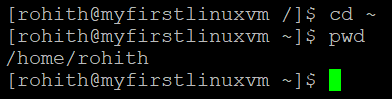 [rohith@myfirstlinuxvm /]$ cd ~
[rohith@myfirstlinuxvm ~]$ pwd
/home/rohith
[rohith@myfirstlinuxvm ~]$